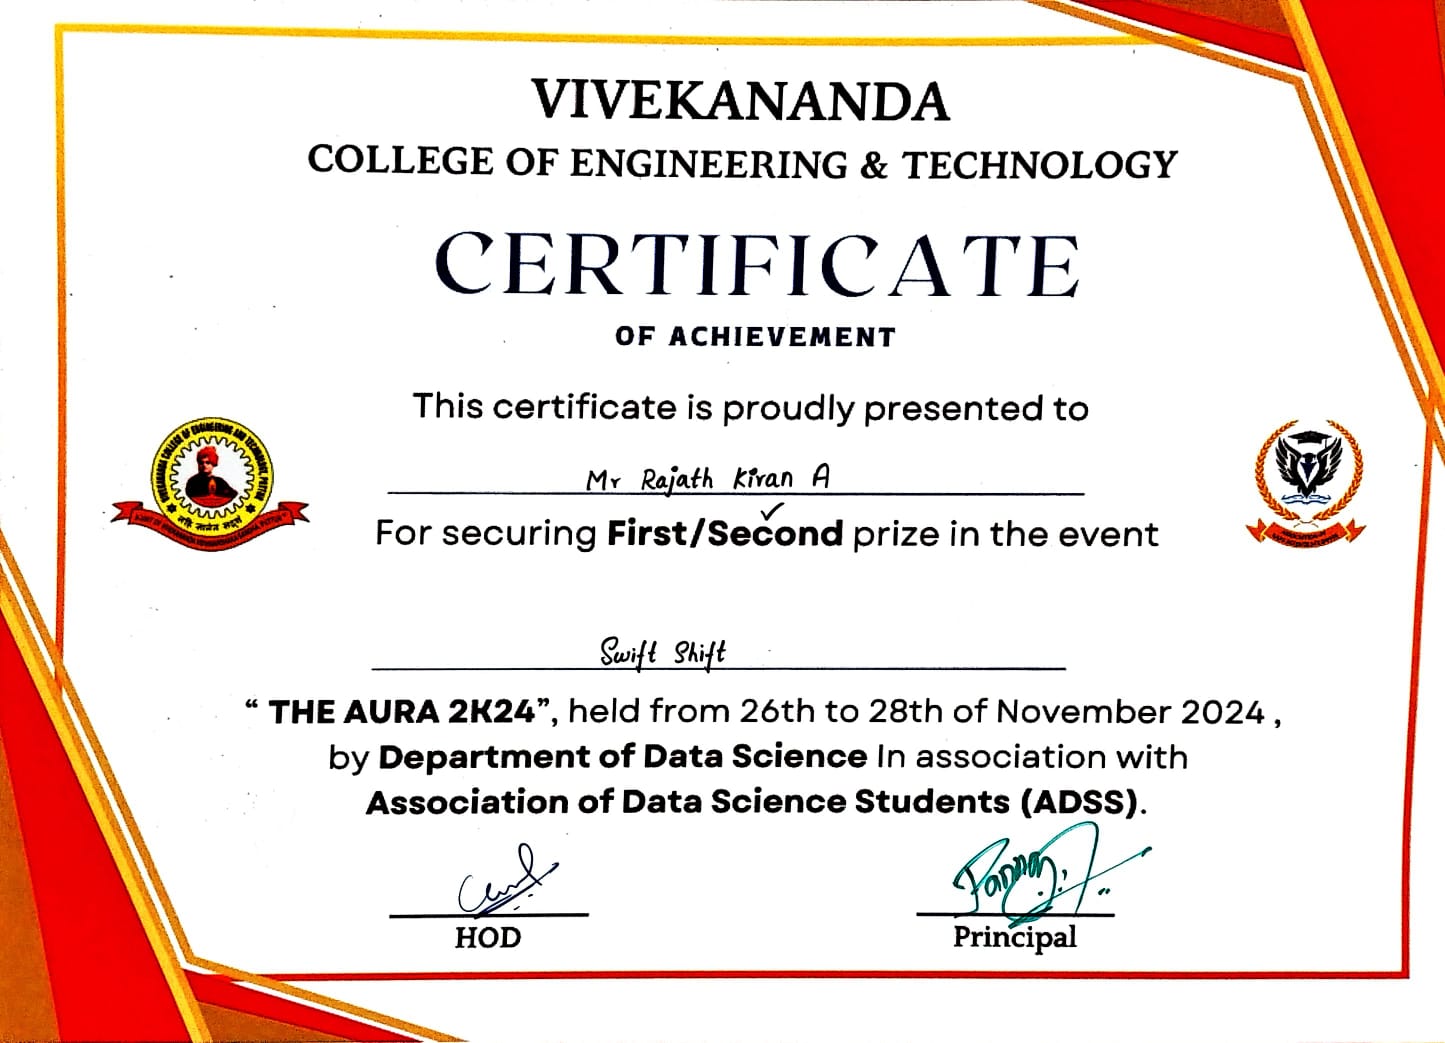 VIVEKANANDA
COLLEGE OF ENGINEERING & TECHNOLOGY
CERTIFICATE
OF ACHIEVEMENT
This certificate is proudly presented to
Mr Rajath Kiran A
For securing First/Second prize in the event
Swift Shift
“ THE AURA 2K24”, held from 26th to 28th of November 2024 ,
by Department of Data Science In association with
Association of Data Science Students (ADSS).
HOD
Principal